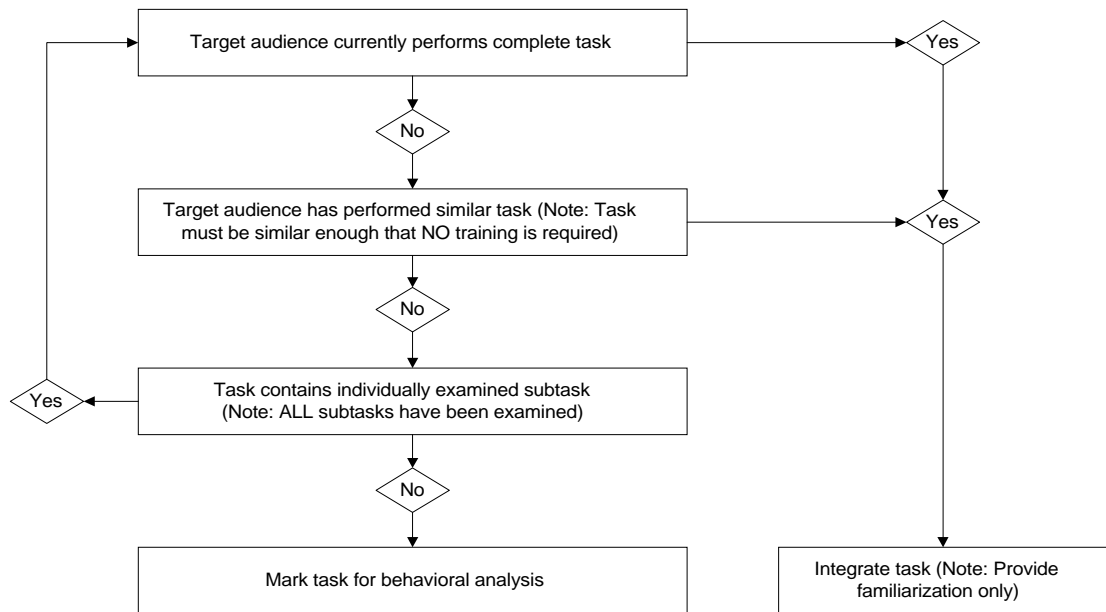 Target audience currently performs complete task
Yes
No
Target audience has performed similar task (Note: Task
must be similar enough that NO training is required)
Yes
No
Task contains individually examined subtask
(Note: ALL subtasks have been examined)
Yes
No
Mark task for behavioral analysis
Integrate task (Note: Provide
familiarization only)